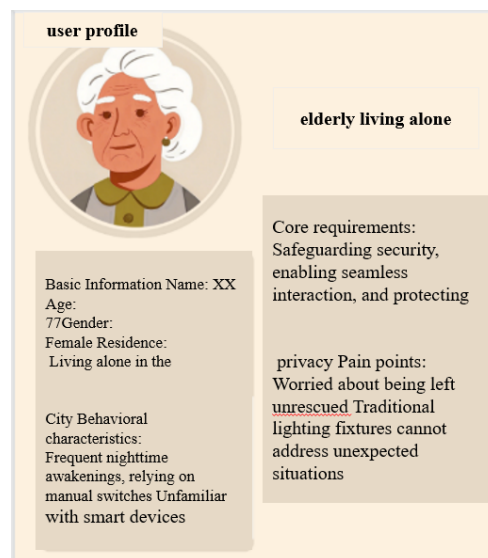 user profile
elderly living alone
Basic Information Name: XX
Age:
77Gender:
Female Residence:
Living alone in the
City Behavioral
characteristics:
Frequent nighttime
awakenings, relying on
manual switches Unfamiliar
with smart devices
Core requirements:
Safeguarding security,
enabling seamless
interaction, and protecting
privacy Pain points:
Worried about being left
unrescued Traditional
lighting fixtures cannot
address unexpected
situations